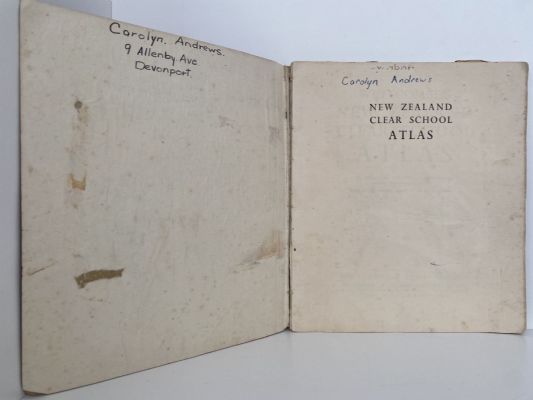 Carolyn. Andrews.
9 Allenby Ave
Devonport.
Carolyn Andrews
NEW ZEALAND
CLEAR SCHOOL
ATLAS